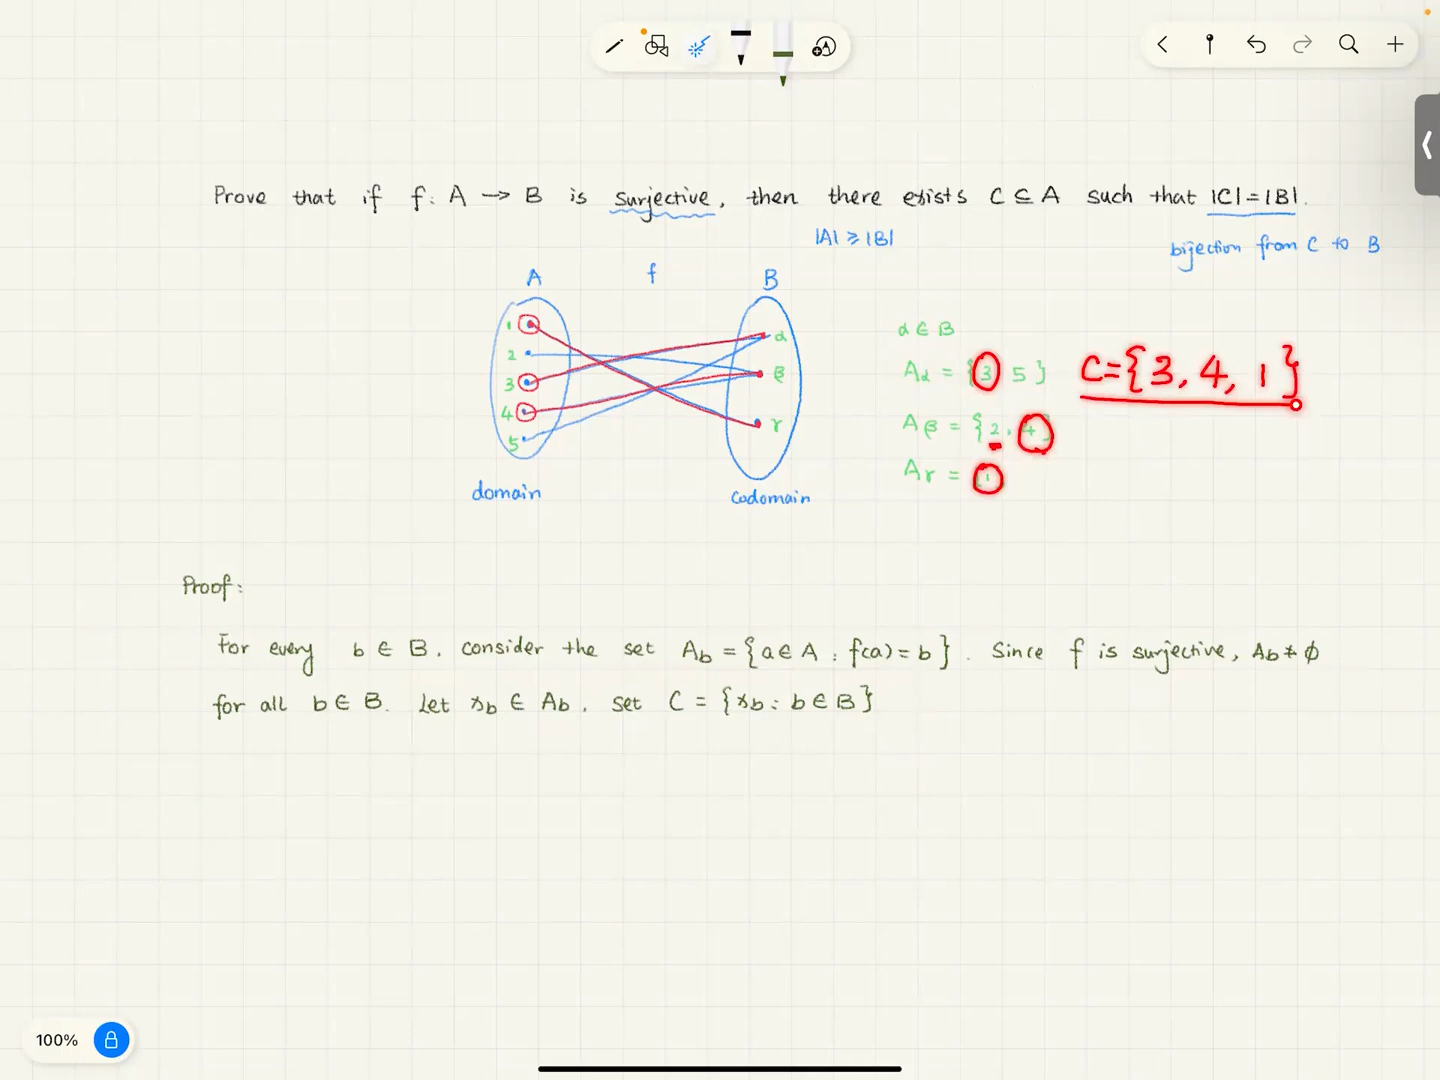 Prove that if f: A → B is surjective, then there exists C ⊆ A such that |C|=|B|.
|A| ⩾ |B|
bijection from C to B
A f B
1
2
3
4
5
α
β
γ
domain
codomain
α ∈ B
Aα = {3 5}
Aβ = {2, 4}
Aγ = {1}
C={3, 4, 1}
Proof:
For every b ∈ B, consider the set Ab = {a ∈ A : f(a) = b}. Since f is surjective, Ab ≠ ϕ
for all b ∈ B. Let xb ∈ Ab, set C = {xb : b ∈ B}
100%